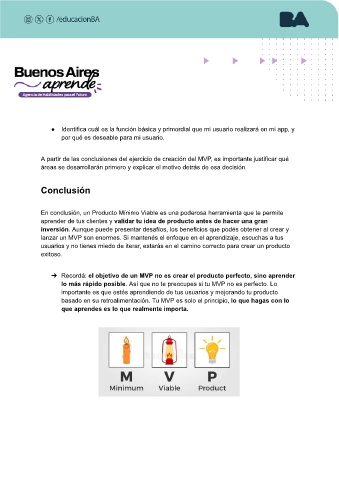 /educacionBA
BA
Buenos Aires
aprende
Agencia de Habilidades para el Futuro
● Identifica cuál es la función básica y primordial que mi usuario realizará en mi app, y
por qué es deseable para mi usuario.
A partir de las conclusiones del ejercicio de creación del MVP, es importante justificar qué
áreas se desarrollarán primero y explicar el motivo detrás de esa decisión.
Conclusión
En conclusión, un Producto Mínimo Viable es una poderosa herramienta que te permite
aprender de tus clientes y validar tu idea de producto antes de hacer una gran
inversión. Aunque puede presentar desafíos, los beneficios que podés obtener al crear y
lanzar un MVP son enormes. Si mantenés el enfoque en el aprendizaje, escuchas a tus
usuarios y no tienes miedo de iterar, estarás en el camino correcto para crear un producto
exitoso.
➔ Recordá: el objetivo de un MVP no es crear el producto perfecto, sino aprender
lo más rápido posible. Así que no te preocupes si tu MVP no es perfecto. Lo
importante es que estés aprendiendo de tus usuarios y mejorando tu producto
basado en su retroalimentación. Tu MVP es solo el principio, lo que hagas con lo
que aprendes es lo que realmente importa.
M V P
Minimum Viable Product